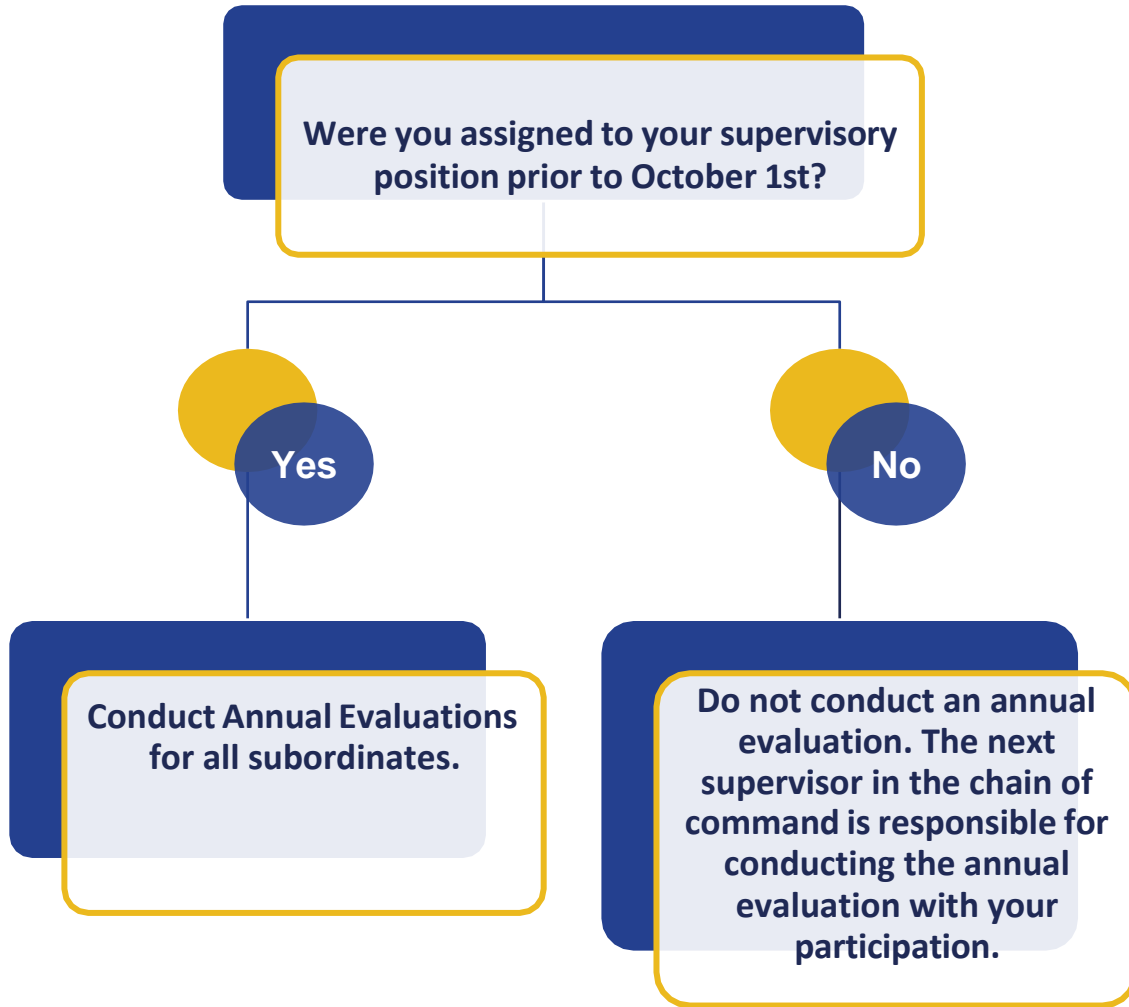 Were you assigned to your supervisory
position prior to October 1st?
Yes
No
Conduct Annual Evaluations
for all subordinates.
Do not conduct an annual
evaluation. The next
supervisor in the chain of
command is responsible for
conducting the annual
evaluation with your
participation.